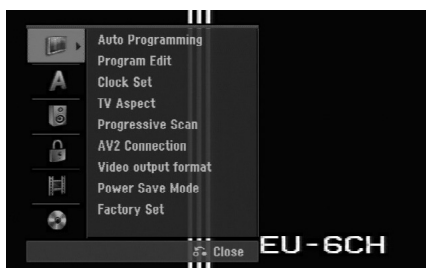 Auto Programming
Program Edit
A
Clock Set
TV Aspect
Progressive Scan
AV2 Connection
Video output format
Power Save Mode
Factory Set
Close
EU-6CH